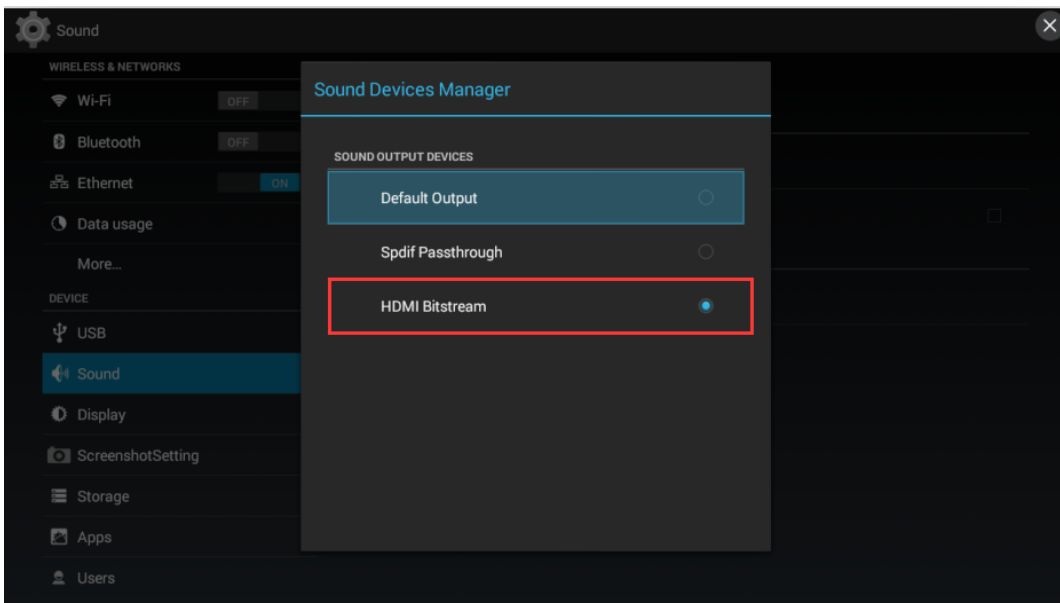 Sound
WIRELESS & NETWORKS
Wi-Fi OFF
Bluetooth OFF
Ethernet ON
Data usage
More...
DEVICE
USB
Sound
Display
ScreenshotSetting
Storage
Apps
Users
Sound Devices Manager
SOUND OUTPUT DEVICES
Default Output
Spdif Passthrough
HDMI Bitstream